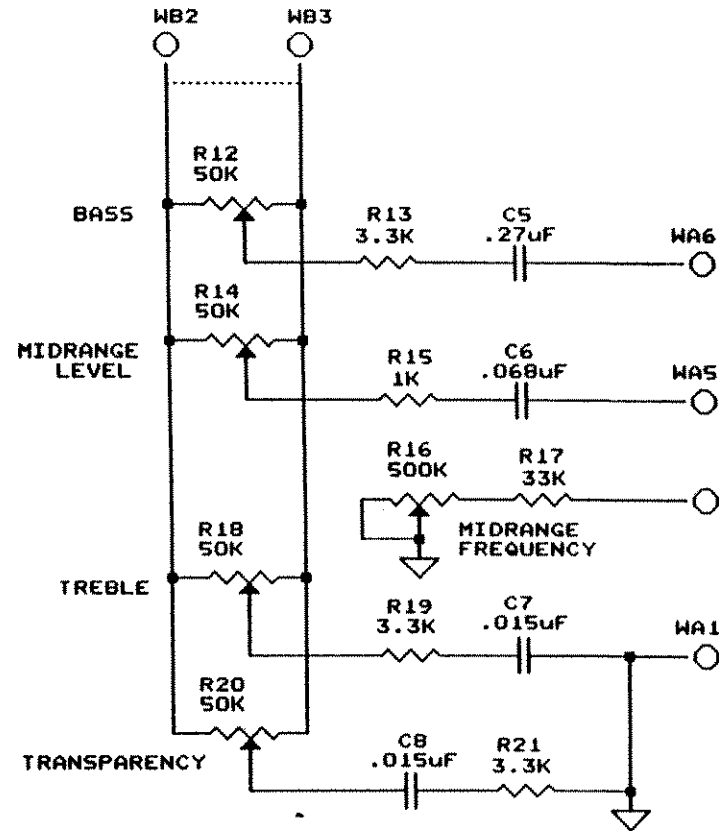 WB2
WB3
R12
50K
BASS
R13
3.3K
C5
.27uF
WA6
R14
50K
MIDRANGE
LEVEL
R15
1K
C6
.068uF
WA5
R16
500K
R17
33K
MIDRANGE
FREQUENCY
R18
50K
TREBLE
R19
3.3K
C7
.015uF
WA1
R20
50K
TRANSPARENCY
C8
.015uF
R21
3.3K